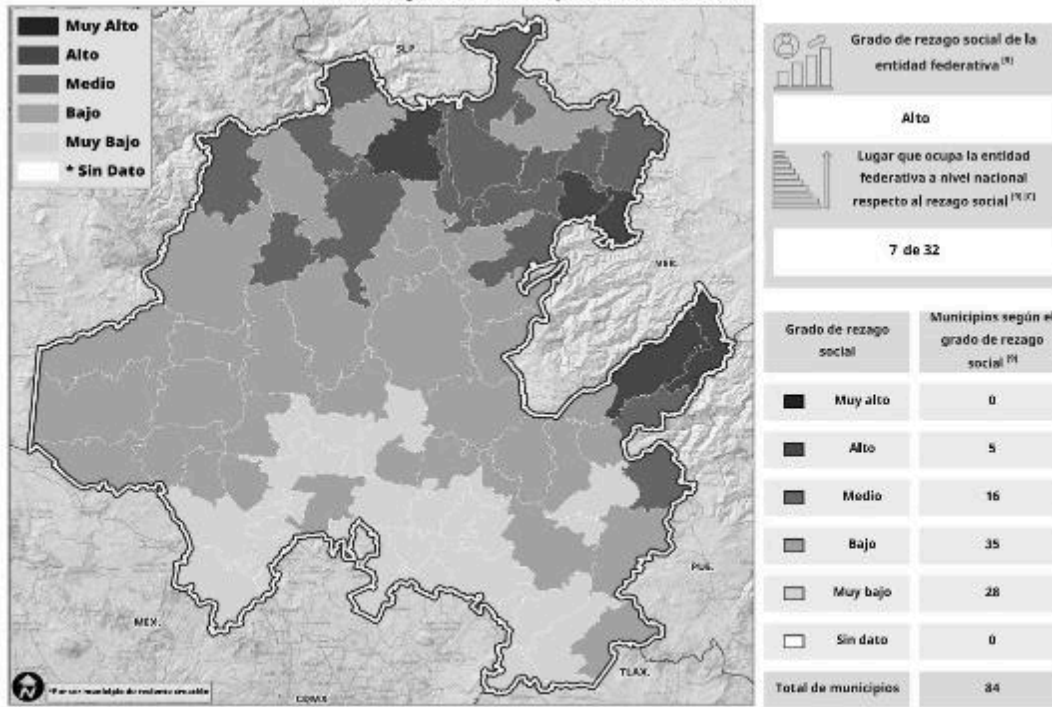 Muy Alto
Alto
Medio
Bajo
Muy Bajo
* Sin Dato
SLP
VER.
PUE.
TLAX.
MEX.
CDMX
Grado de rezago social de la
entidad federativa [B]
Alto
Lugar que ocupa la entidad
federativa a nivel nacional
respecto al rezago social
7 de 32
Grado de rezago
social
Municipios según el
grado de rezago
social
Muy alto
0
Alto
5
Medio
16
Bajo
35
Muy bajo
28
Sin dato
0
Total de municipios
84